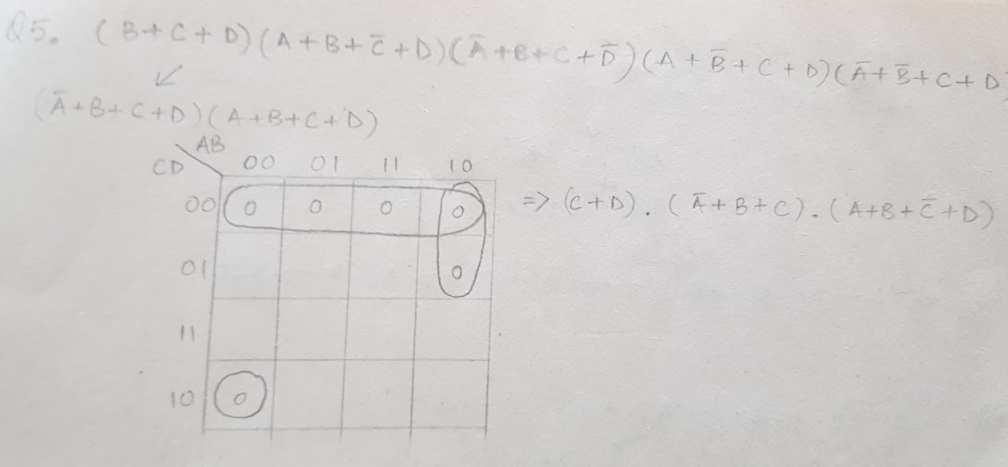 Q5. (B+C+D)(A+B+C̅+D)(A̅+B+C+D̅)(A+B̅+C+D)(A̅+B̅+C+D
(A̅+B+C+D)(A+B+C+D)
AB
CD 00 01 11 10
00 0 0 0 0 => (C+D).(A̅+B+C).(A+B+C̅+D)
01 0
11
10 0